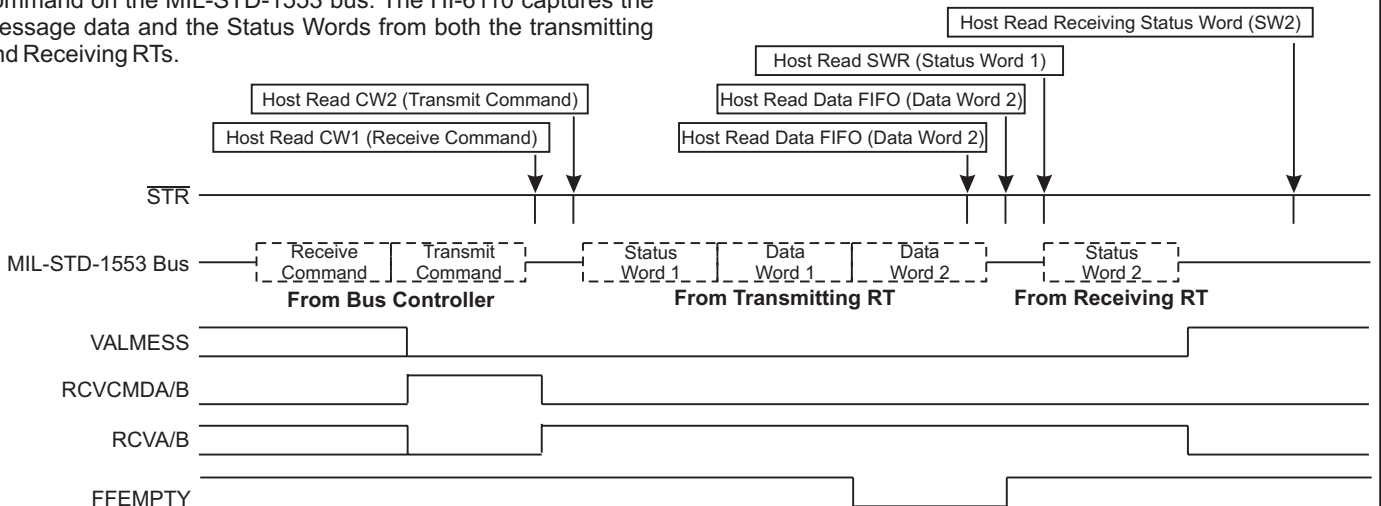 ommand on the MIL-STD-1553 bus. The HI-6110 captures the
essage data and the Status Words from both the transmitting
nd Receiving RTs.
Host Read Receiving Status Word (SW2)
Host Read SWR (Status Word 1)
Host Read CW2 (Transmit Command)
Host Read Data FIFO (Data Word 2)
Host Read CW1 (Receive Command)
Host Read Data FIFO (Data Word 2)
STR
MIL-STD-1553 Bus
Receive
Command
Transmit
Command
Status
Word 1
Data
Word 1
Data
Word 2
Status
Word 2
From Bus Controller
From Transmitting RT
From Receiving RT
VALMESS
RCVCMDA/B
RCVA/B
FFEMPTY